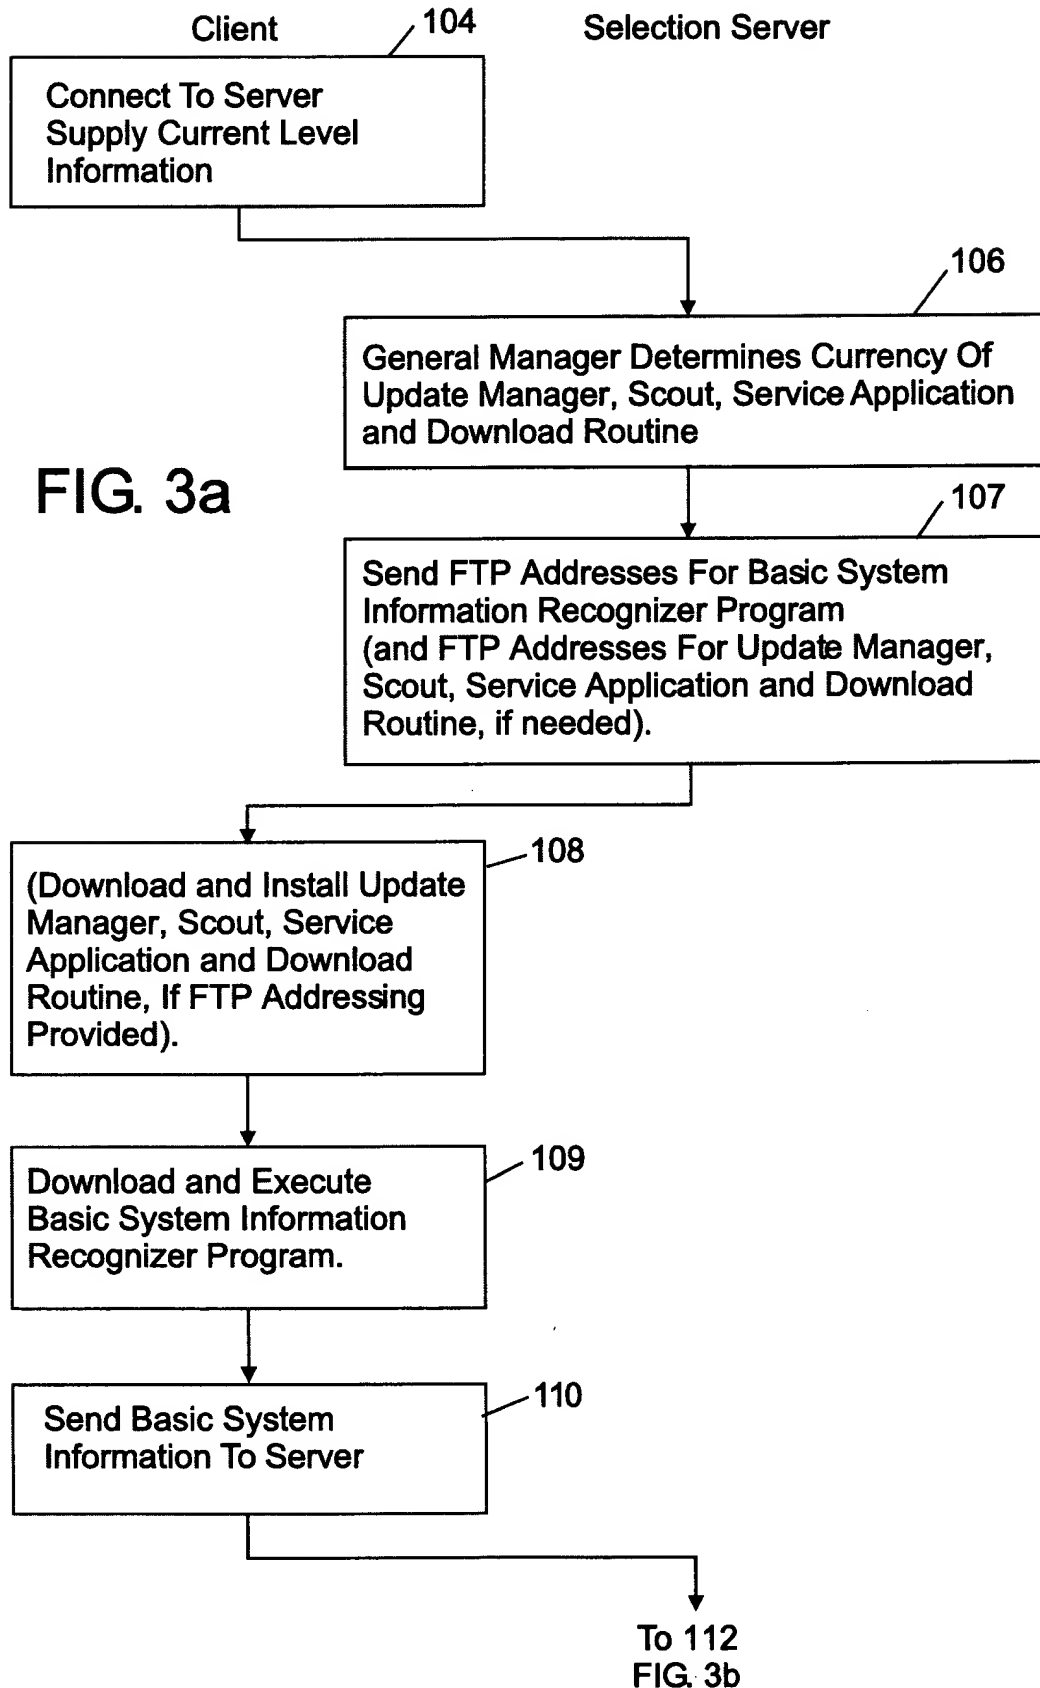 Client
104
Selection Server
Connect To Server
Supply Current Level
Information
106
General Manager Determines Currency Of
Update Manager, Scout, Service Application
and Download Routine
FIG. 3a
107
Send FTP Addresses For Basic System
Information Recognizer Program
(and FTP Addresses For Update Manager,
Scout, Service Application and Download
Routine, if needed).
108
(Download and Install Update
Manager, Scout, Service
Application and Download
Routine, If FTP Addressing
Provided).
109
Download and Execute
Basic System Information
Recognizer Program.
110
Send Basic System
Information To Server
To 112
FIG. 3b